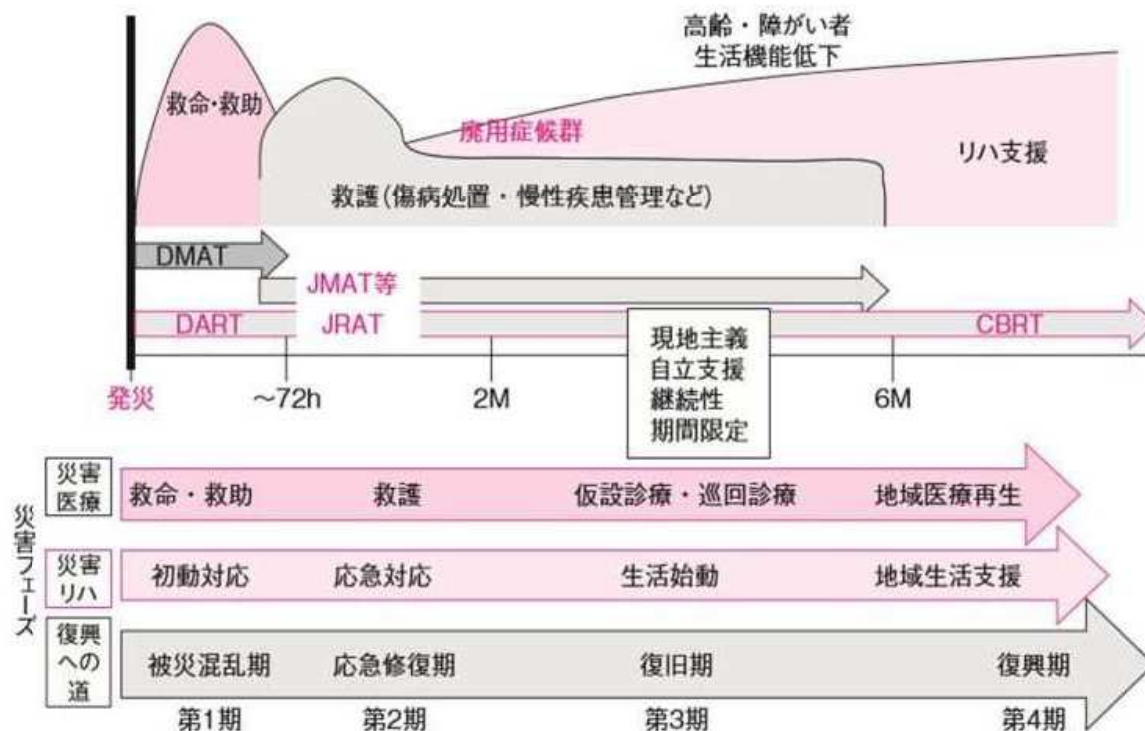 高齢・障がい者
生活機能低下
救命・救助
廃用症候群
リハ支援
救護（傷病処置・慢性疾患管理など）
DMAT
JMAT等
DART
JRAT
CBRT
現地主義
自立支援
継続性
期間限定
発災
～72h
2M
6M
災害フェーズ
災害
医療
救命・救助
救護
仮設診療・巡回診療
地域医療再生
災害
リハ
初動対応
応急対応
生活始動
地域生活支援
復興
への
道
被災混乱期
応急修復期
復旧期
復興期
第1期
第2期
第3期
第4期